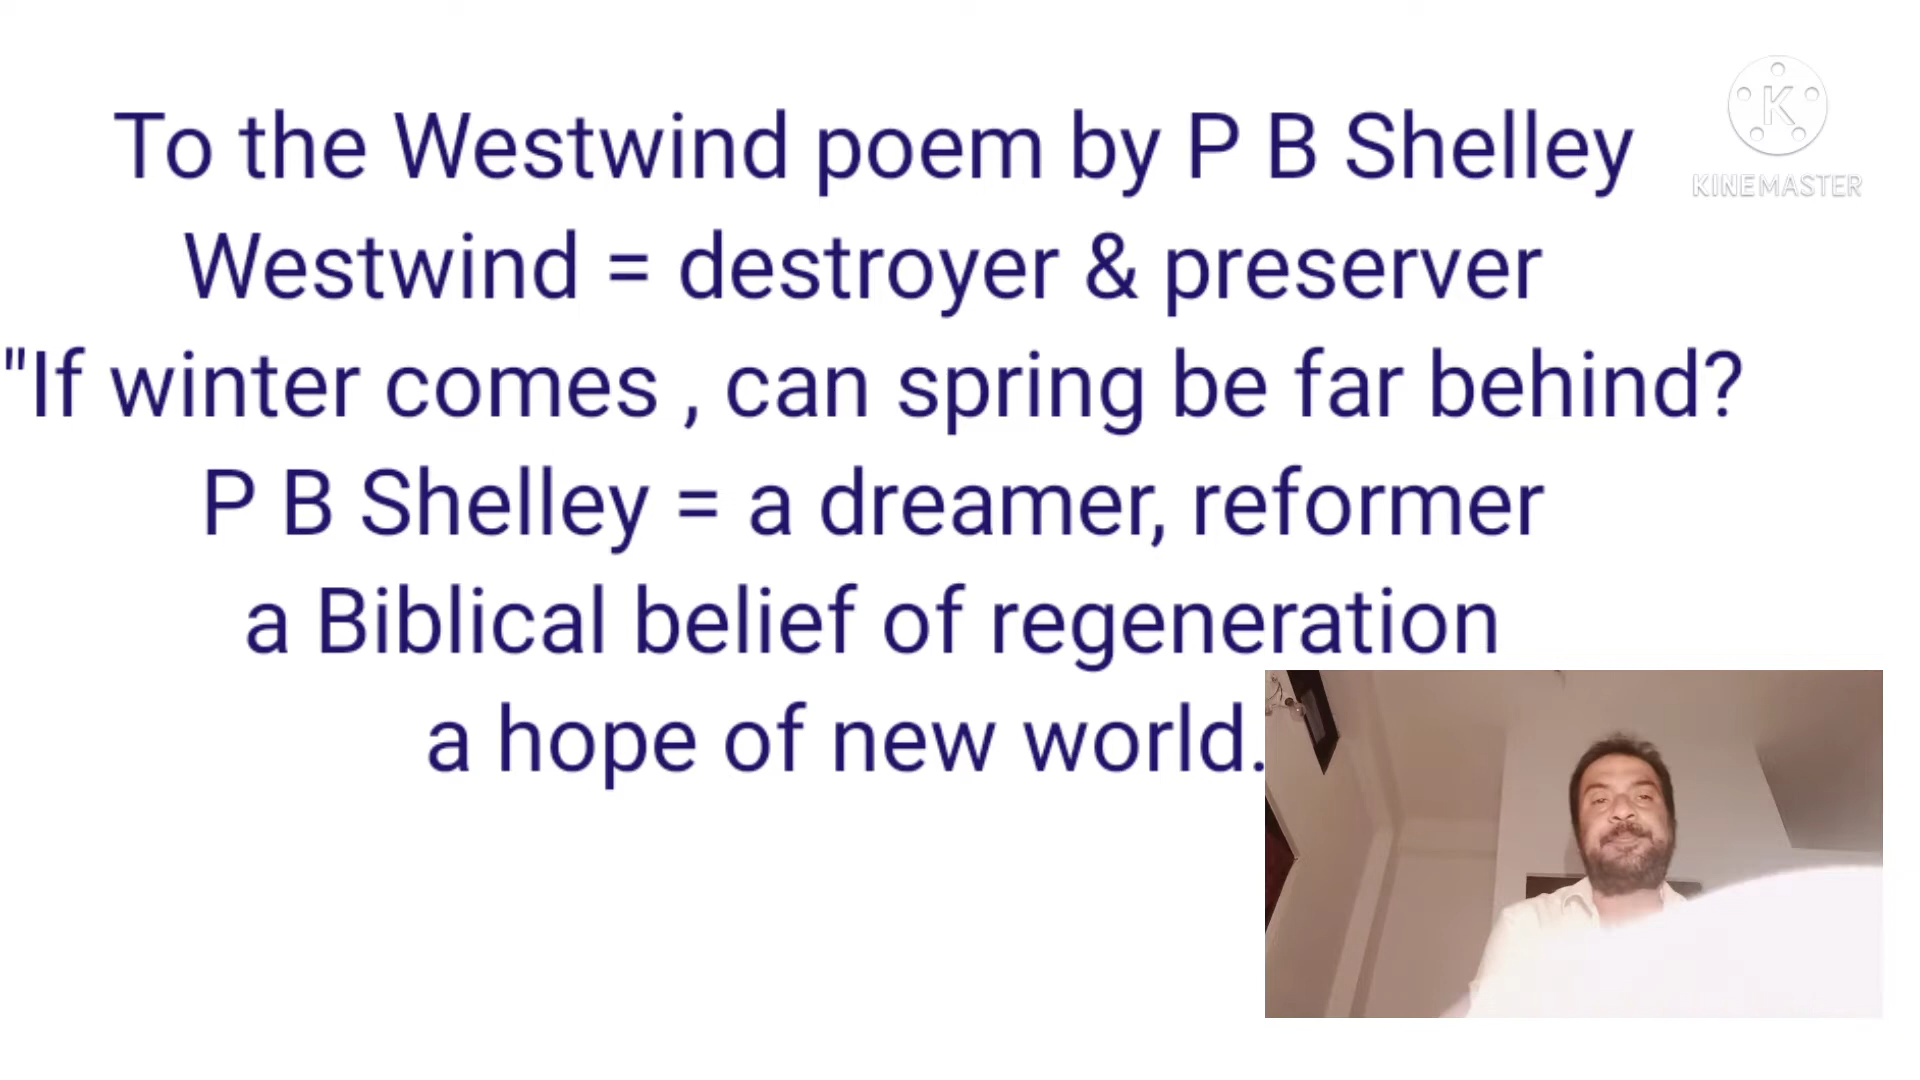 To the Westwind poem by P B Shelley
Westwind = destroyer & preserver
"If winter comes , can spring be far behind?
P B Shelley = a dreamer, reformer
a Biblical belief of regeneration
a hope of new world.
K
KINEMASTER